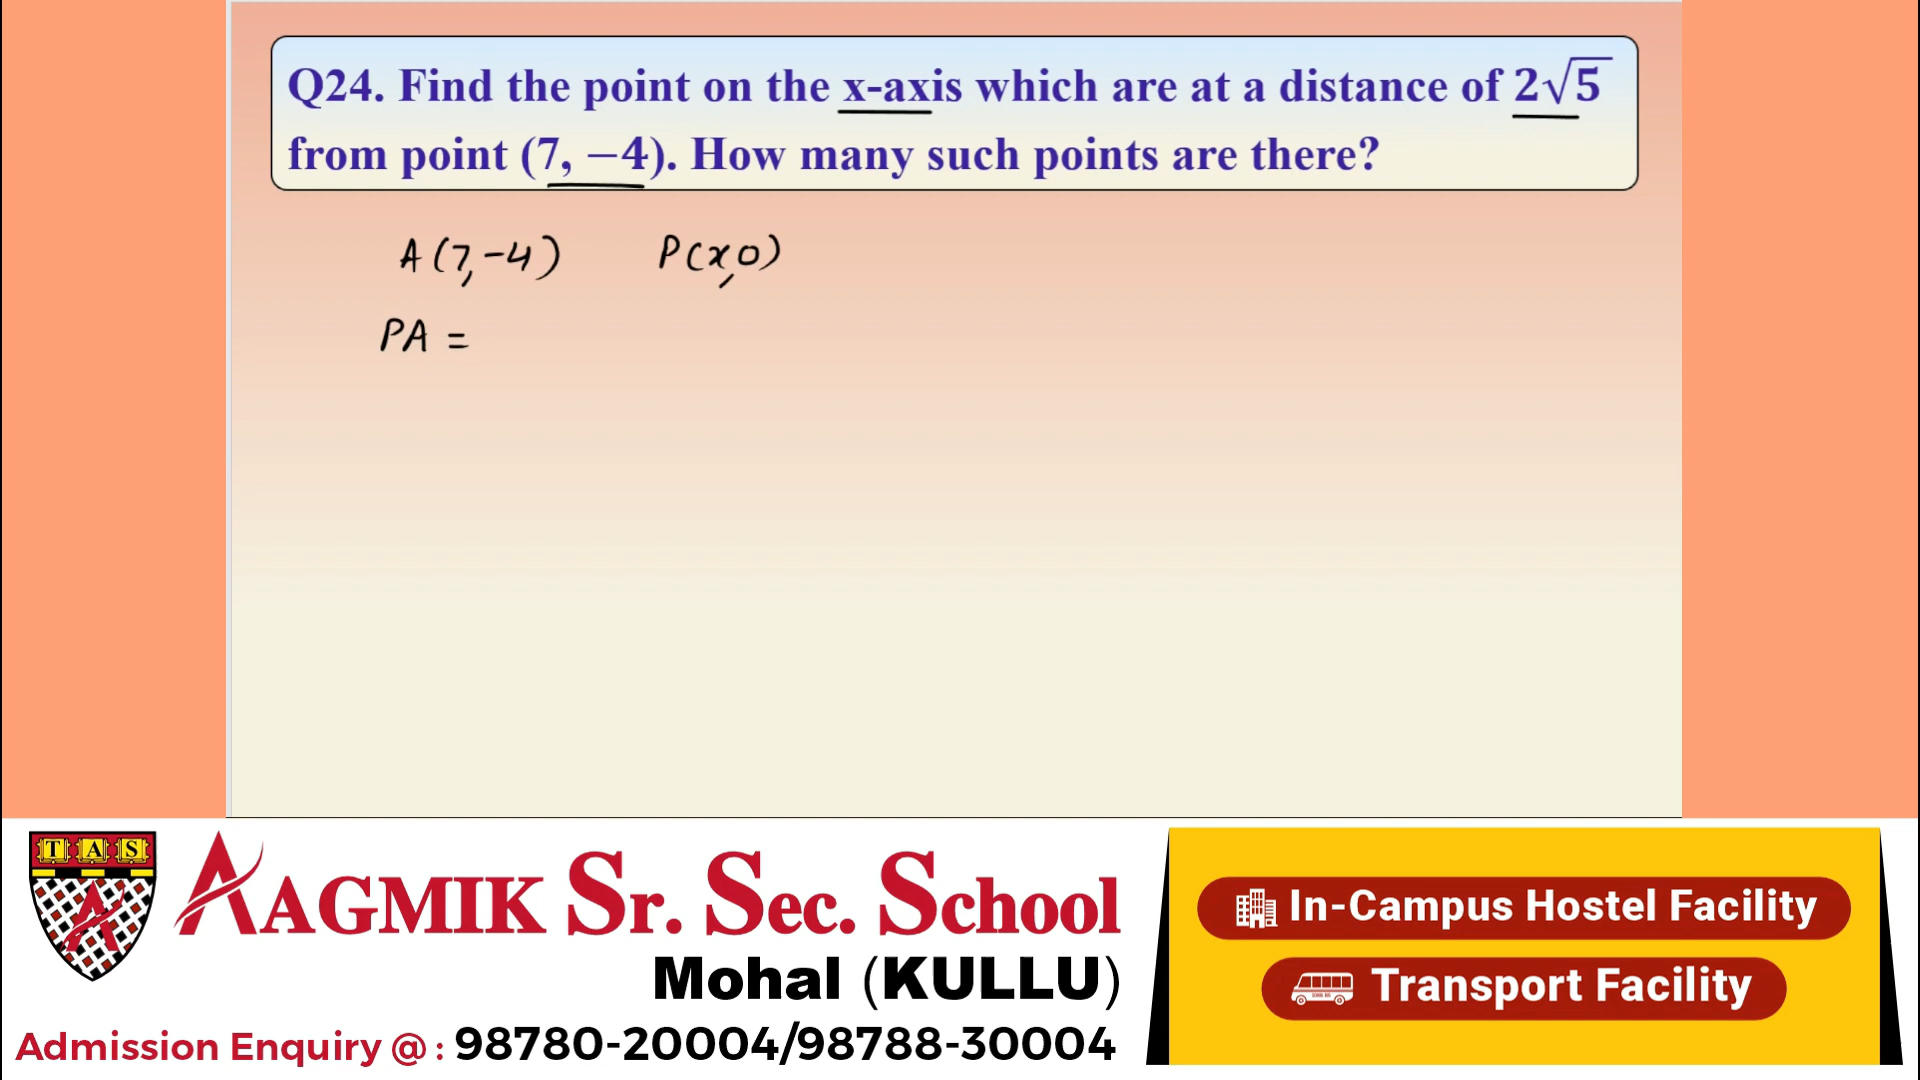 Q24. Find the point on the x-axis which are at a distance of 2√5
from point (7, −4). How many such points are there?
A (7, -4) P(x, 0)
PA =
T A S
AAGMIK Sr. Sec. School
Mohal (KULLU)
Admission Enquiry @ : 98780-20004/98788-30004
In-Campus Hostel Facility
Transport Facility